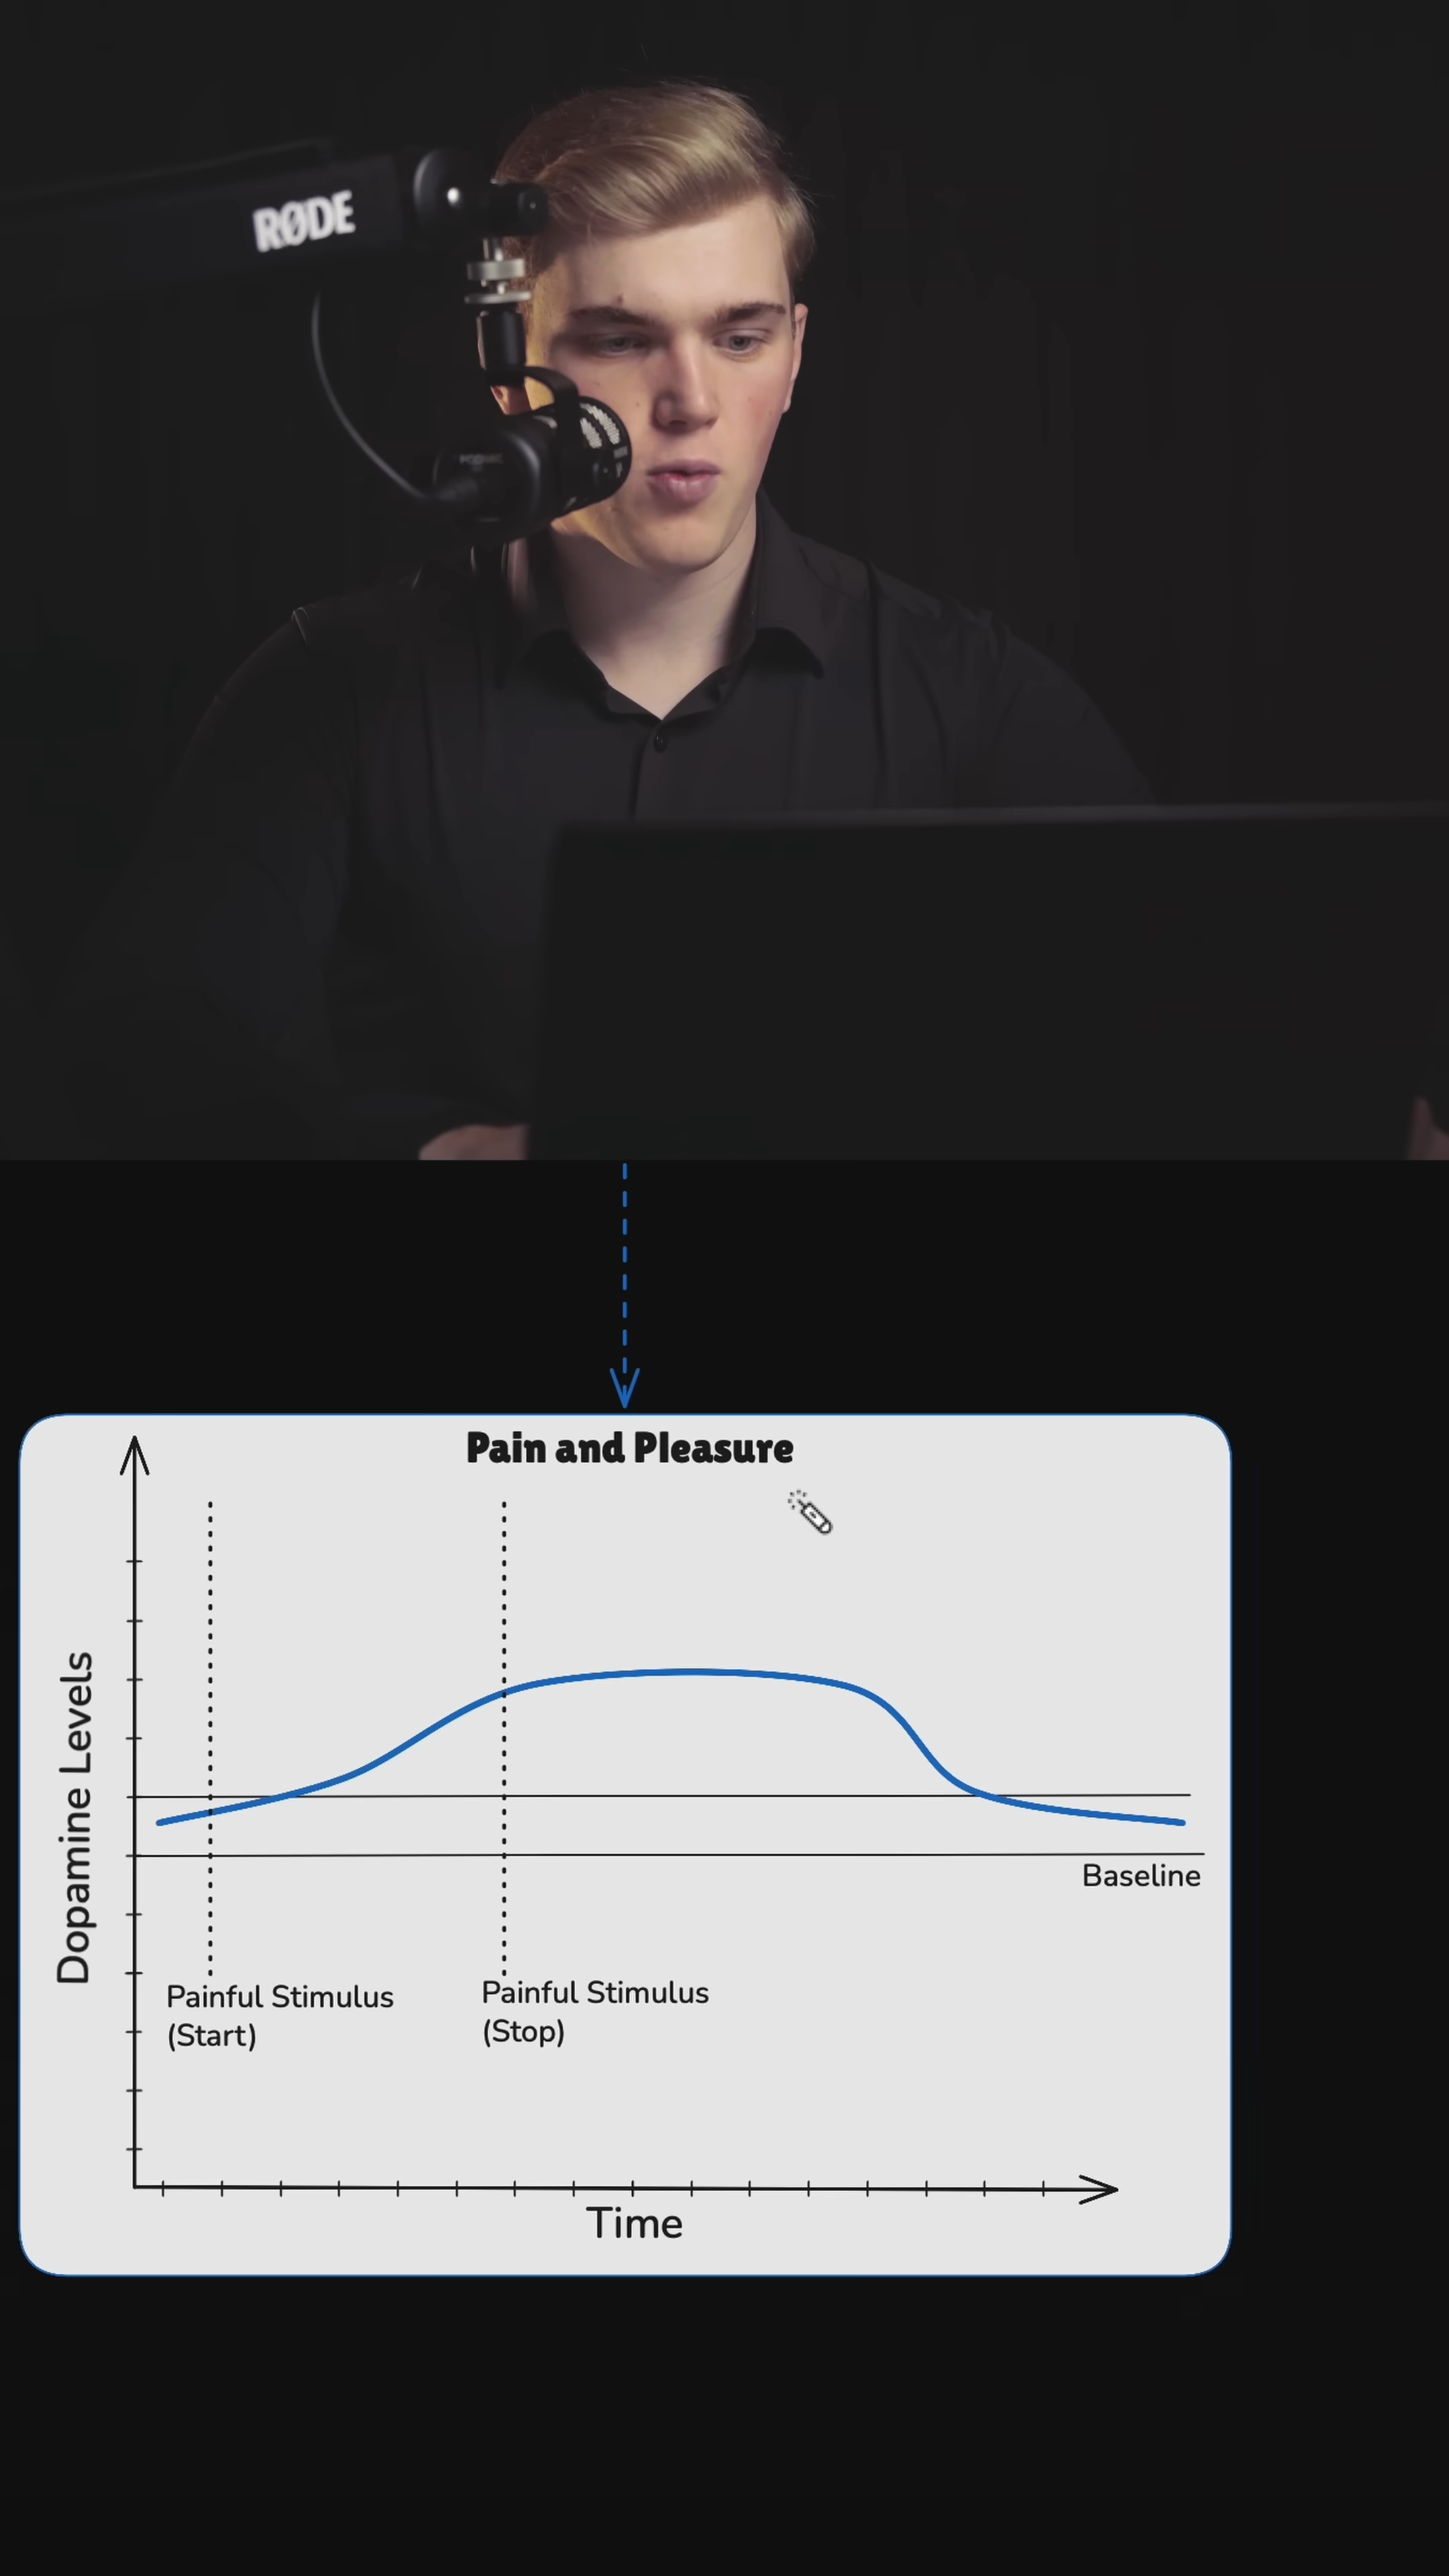 RØDE
Pain and Pleasure
Dopamine Levels
Baseline
Painful Stimulus
(Start)
Painful Stimulus
(Stop)
Time